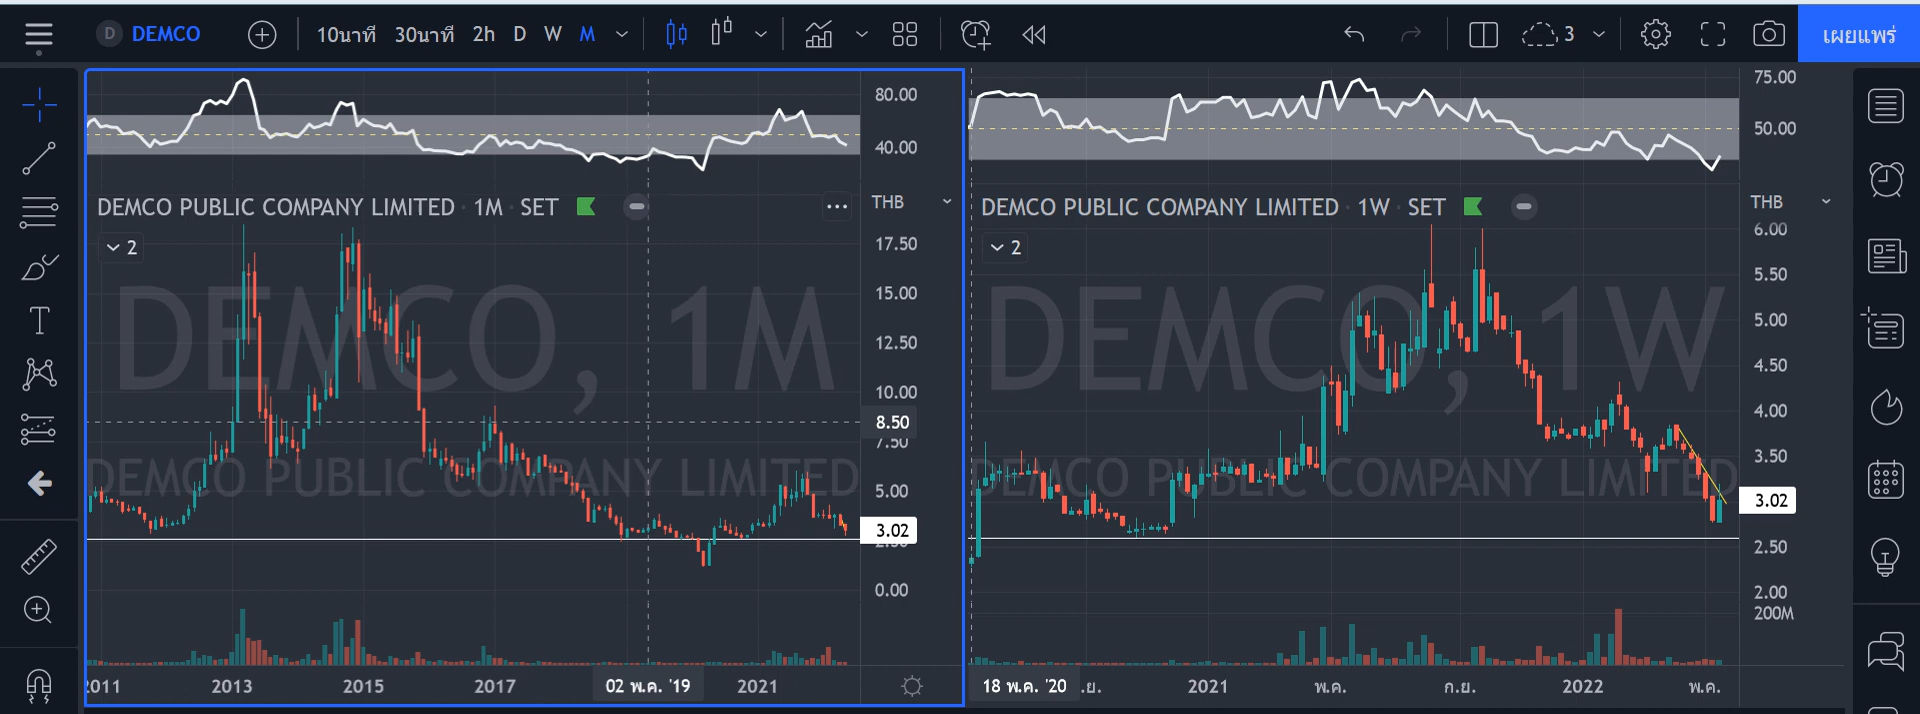 D DEMCO 10นาที 30นาที 2h D W M 3 เผยแพร่
80.00
40.00
DEMCO PUBLIC COMPANY LIMITED · 1M · SET
THB
2
17.50
15.00
12.50
10.00
8.50
7.50
5.00
3.02
2.50
0.00
DEMCO, 1M
DEMCO PUBLIC COMPANY LIMITED
2011 2013 2015 2017 02 พ.ค. '19 2021
75.00
50.00
DEMCO PUBLIC COMPANY LIMITED · 1W · SET
THB
2
6.00
5.50
5.00
4.50
4.00
3.50
3.02
2.50
2.00
200M
DEMCO, 1W
DEMCO PUBLIC COMPANY LIMITED
18 พ.ค. '20 .ย. 2021 พ.ค. ก.ย. 2022 พ.ค.
T